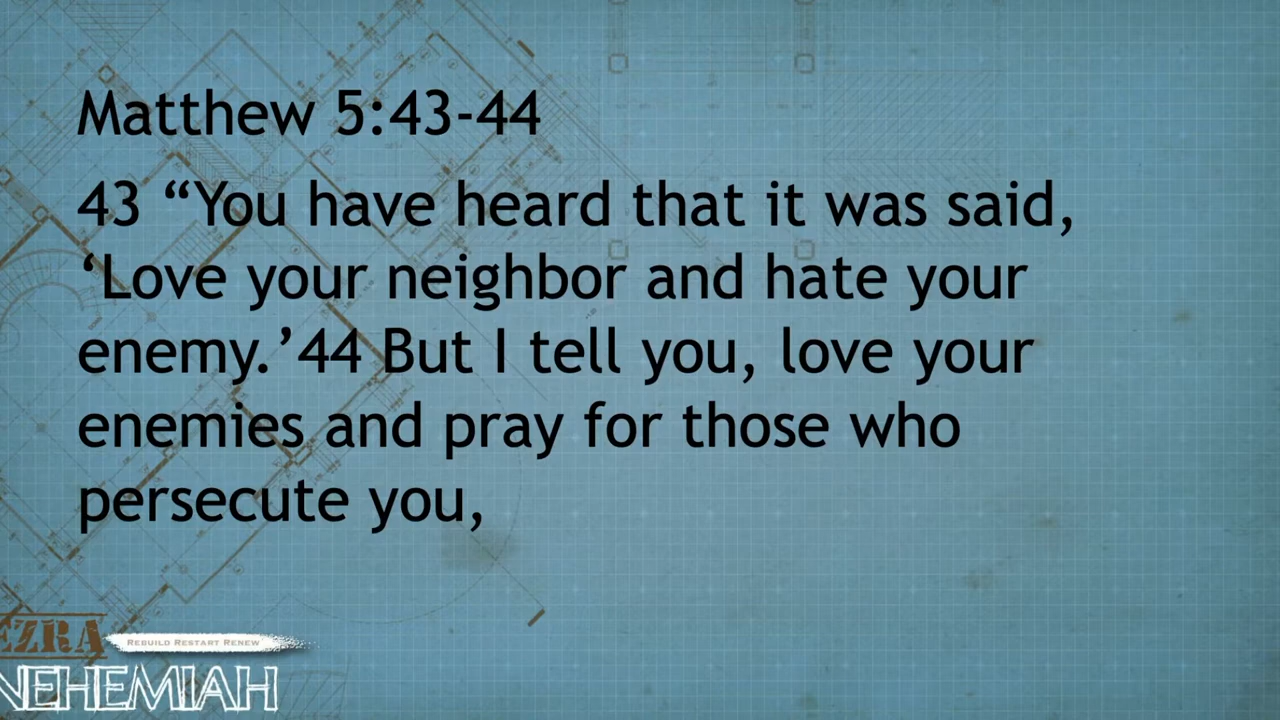 Matthew 5:43-44
43 “You have heard that it was said,
‘Love your neighbor and hate your
enemy.’44 But I tell you, love your
enemies and pray for those who
persecute you,
EZRA
REBUILD RESTART RENEW
NEHEMIAH